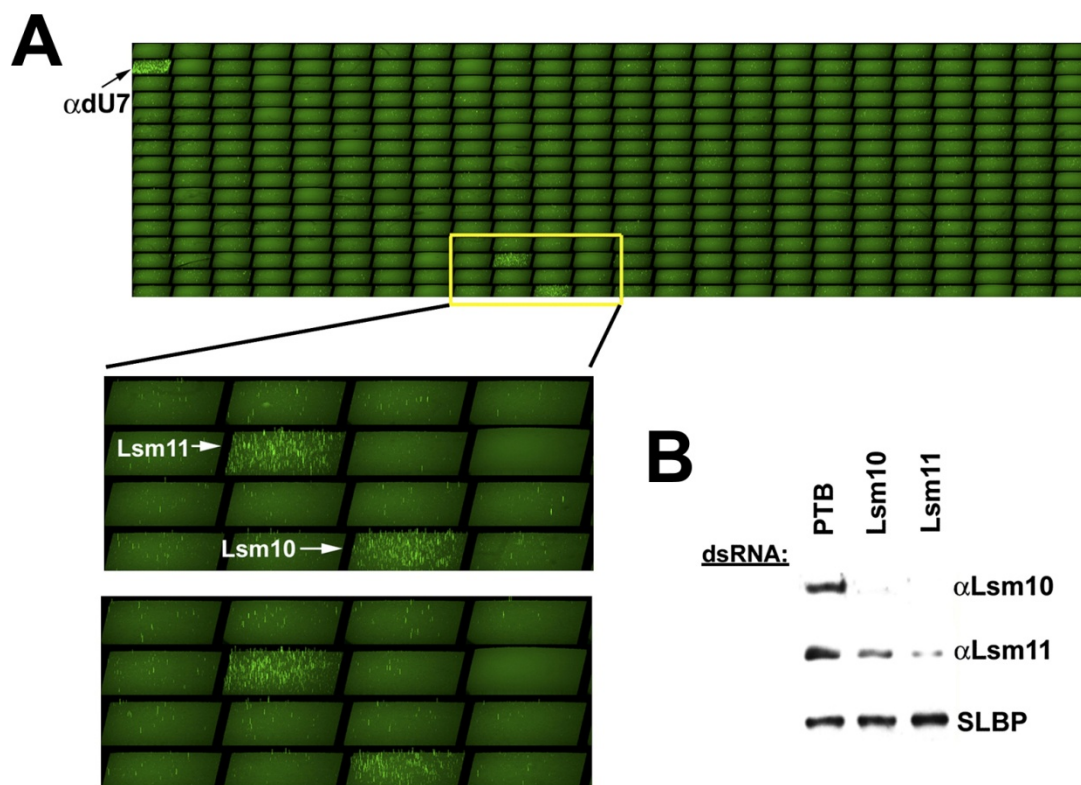 A
αdU7
Lsm11
Lsm10
B
PTB
Lsm10
Lsm11
dsRNA:
αLsm10
αLsm11
SLBP